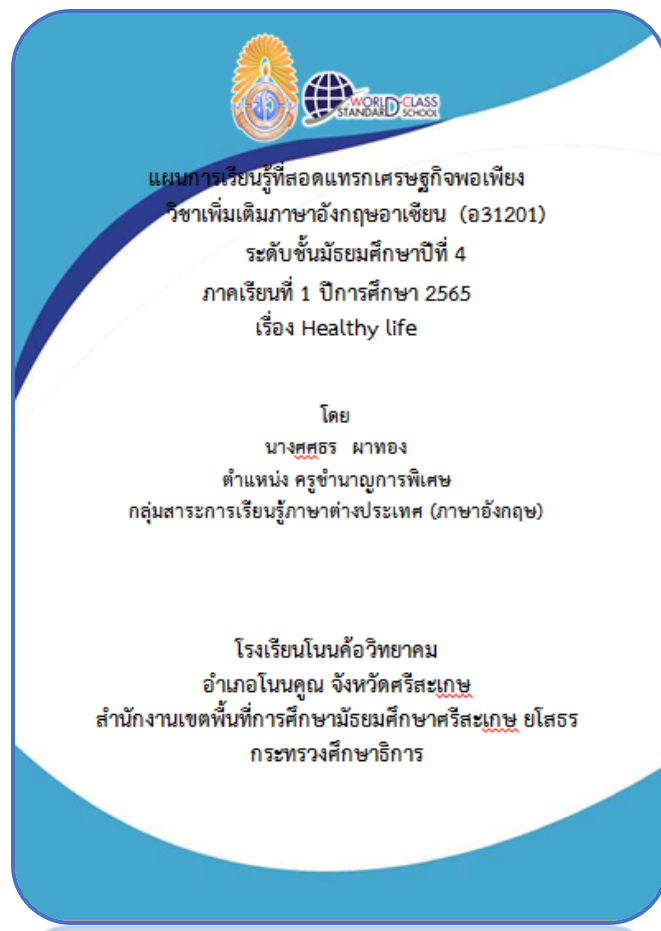 WORLD-CLASS
STANDARD SCHOOL
แผนการเรียนรู้ที่สอดแทรกเศรษฐกิจพอเพียง
วิชาเพิ่มเติมภาษาอังกฤษอาเซียน (อ31201)
ระดับชั้นมัธยมศึกษาปีที่ 4
ภาคเรียนที่ 1 ปีการศึกษา 2565
เรื่อง Healthy life
โดย
นางศศธร ผาทอง
ตำแหน่ง ครูชำนาญการพิเศษ
กลุ่มสาระการเรียนรู้ภาษาต่างประเทศ (ภาษาอังกฤษ)
โรงเรียนโนนค้อวิทยาคม
อำเภอโนนคูณ จังหวัดศรีสะเกษ
สำนักงานเขตพื้นที่การศึกษามัธยมศึกษาศรีสะเกษ ยโสธร
กระทรวงศึกษาธิการ